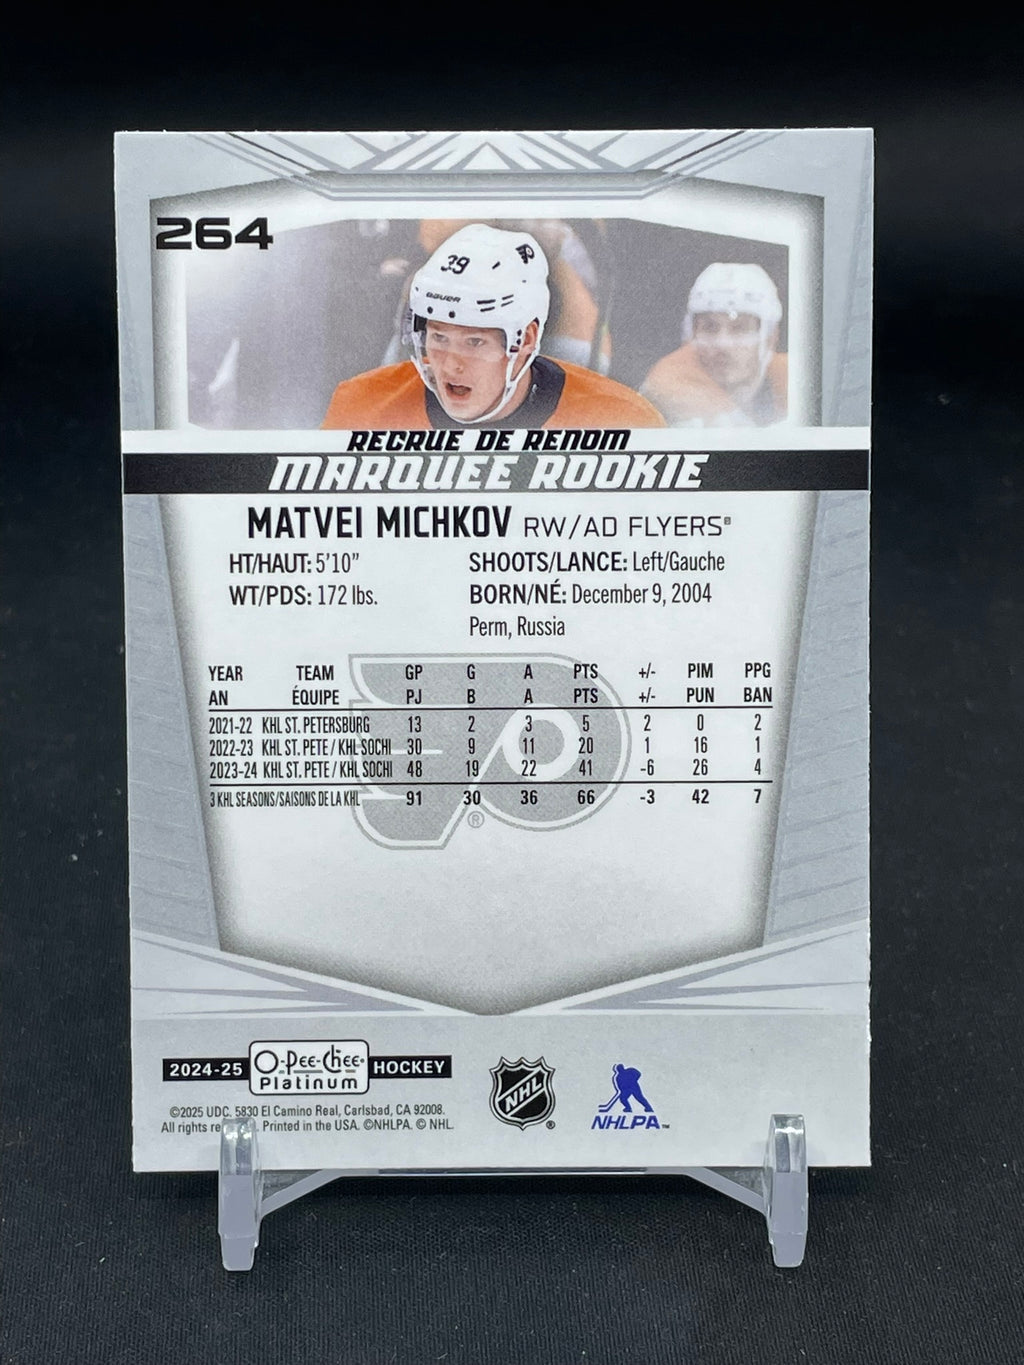 264
39
BAUER
RECRUE DE RENOM
MARQUEE ROOKIE
MATVEI MICHKOV RW/AD FLYERS®
HT/HAUT: 5'10" SHOOTS/LANCE: Left/Gauche
WT/PDS: 172 lbs. BORN/NÉ: December 9, 2004
Perm, Russia
YEAR TEAM GP G A PTS +/- PIM PPG
AN ÉQUIPE PJ B A PTS +/- PUN BAN
2021-22 KHL ST. PETERSBURG 13 2 3 5 2 0 2
2022-23 KHL ST. PETE / KHL SOCHI 30 9 11 20 1 16 1
2023-24 KHL ST. PETE / KHL SOCHI 48 19 22 41 -6 26 4
3 KHL SEASONS/SAISONS DE LA KHL 91 30 36 66 -3 42 7
®
2024-25 O-Pee-Chee® Platinum HOCKEY
NHL ®
NHLPA™
©2025 UDC. 5830 El Camino Real, Carlsbad, CA 92008.
All rights Printed in the USA. ©NHLPA. © NHL.